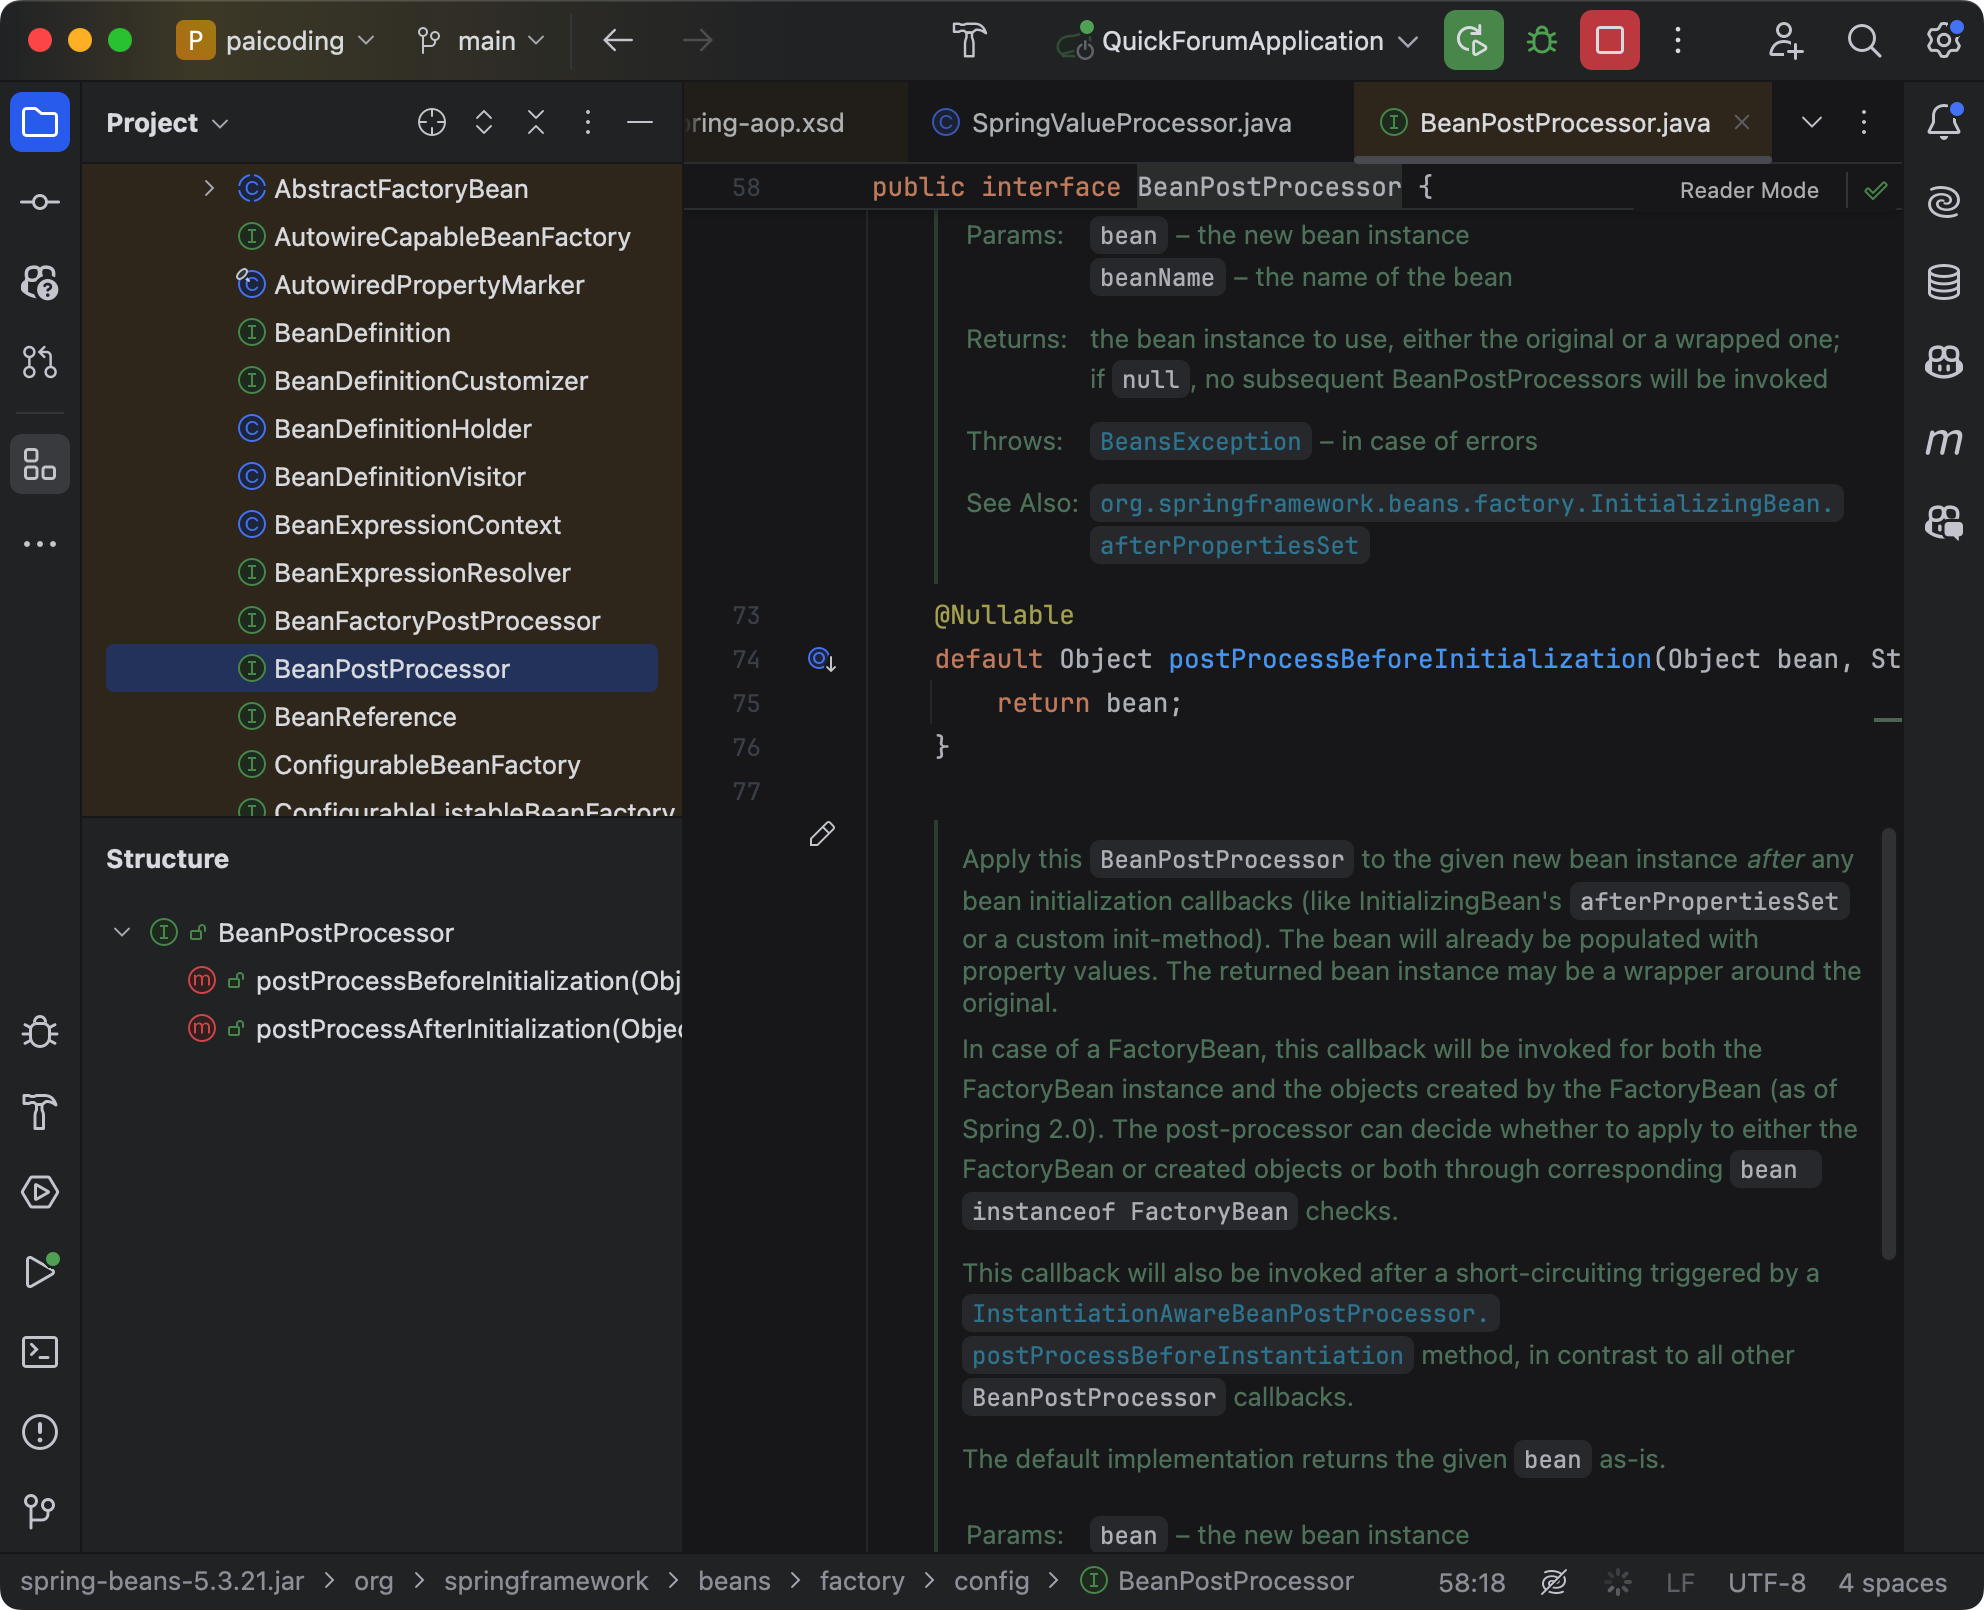 P paicoding main QuickForumApplication
Project
AbstractFactoryBean
AutowireCapableBeanFactory
AutowiredPropertyMarker
BeanDefinition
BeanDefinitionCustomizer
BeanDefinitionHolder
BeanDefinitionVisitor
BeanExpressionContext
BeanExpressionResolver
BeanFactoryPostProcessor
BeanPostProcessor
BeanReference
ConfigurableBeanFactory
ConfigurableListableBeanFactory
Structure
BeanPostProcessor
postProcessBeforeInitialization(Obj
postProcessAfterInitialization(Objec
ring-aop.xsd SpringValueProcessor.java BeanPostProcessor.java
58 public interface BeanPostProcessor { Reader Mode
Params: bean – the new bean instance
beanName – the name of the bean
Returns: the bean instance to use, either the original or a wrapped one;
if null, no subsequent BeanPostProcessors will be invoked
Throws: BeansException – in case of errors
See Also: org.springframework.beans.factory.InitializingBean.
afterPropertiesSet
73 @Nullable
74 default Object postProcessBeforeInitialization(Object bean, St
75 return bean;
76 }
77
Apply this BeanPostProcessor to the given new bean instance after any
bean initialization callbacks (like InitializingBean's afterPropertiesSet
or a custom init-method). The bean will already be populated with
property values. The returned bean instance may be a wrapper around the
original.
In case of a FactoryBean, this callback will be invoked for both the
FactoryBean instance and the objects created by the FactoryBean (as of
Spring 2.0). The post-processor can decide whether to apply to either the
FactoryBean or created objects or both through corresponding bean
instanceof FactoryBean checks.
This callback will also be invoked after a short-circuiting triggered by a
InstantiationAwareBeanPostProcessor.
postProcessBeforeInstantiation method, in contrast to all other
BeanPostProcessor callbacks.
The default implementation returns the given bean as-is.
Params: bean – the new bean instance
spring-beans-5.3.21.jar > org > springframework > beans > factory > config > BeanPostProcessor 58:18 LF UTF-8 4 spaces